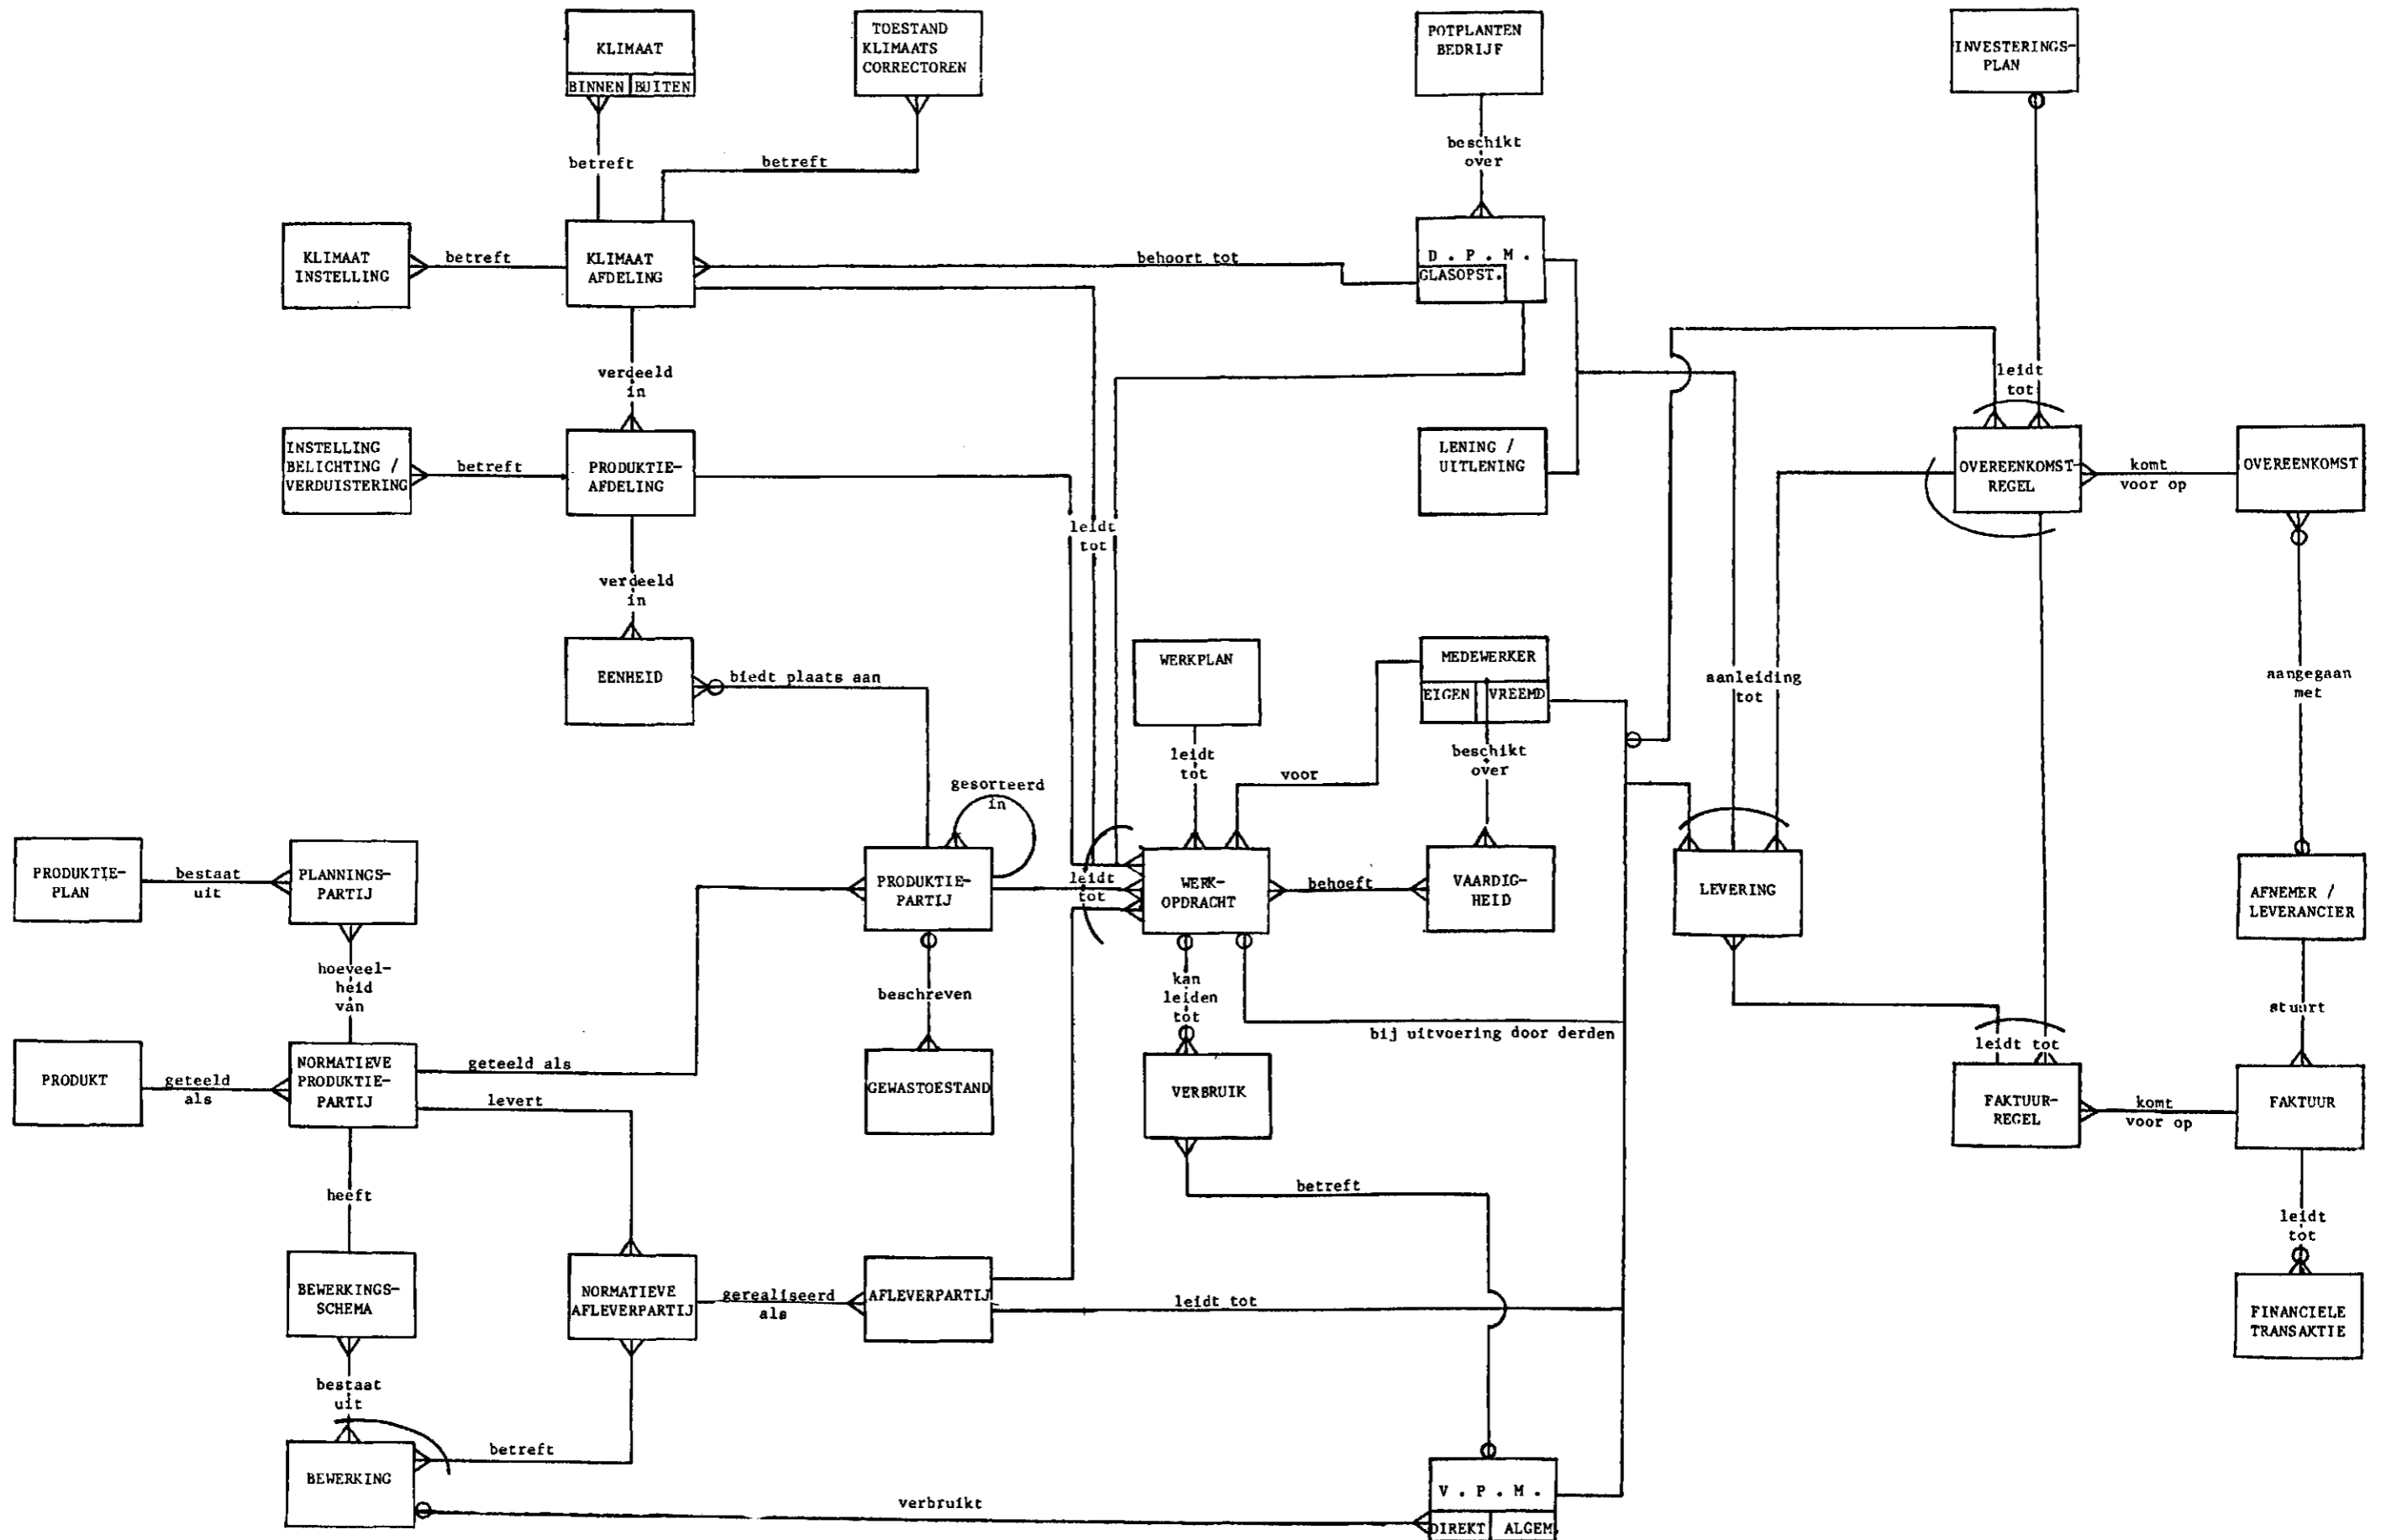 KLIMAAT
BINNEN BUITEN
TOESTAND
KLIMAATS
CORRECTOREN
POTPLANTEN
BEDRIJF
INVESTERINGS-
PLAN
betreft
betreft
beschikt
over
KLIMAAT
INSTELLING
betreft
KLIMAAT
AFDELING
behoort tot
D . P . M .
GLASOPST.
verdeeld
in
leidt
tot
INSTELLING
BELICHTING /
VERDUISTERING
betreft
PRODUKTIE-
AFDELING
LENING /
UITLENING
OVEREENKOMST-
REGEL
komt
voor op
OVEREENKOMST
leidt
tot
verdeeld
in
EENHEID
biedt plaats aan
WERKPLAN
MEDEWERKER
EIGEN VREEMD
aanleiding
tot
aangegaan
met
leidt
tot
voor
beschikt
over
gesorteerd
in
PRODUKTIE-
PLAN
bestaat
uit
PLANNINGS-
PARTIJ
PRODUKTIE-
PARTIJ
leidt
tot
WERK-
OPDRACHT
behoeft
VAARDIG-
HEID
LEVERING
AFNEMER /
LEVERANCIER
hoeveel-
heid
van
beschreven
kan
leiden
tot
bij uitvoering door derden
stuurt
PRODUKT
geteeld
als
NORMATIEVE
PRODUKTIE-
PARTIJ
geteeld als
levert
GEWASTOESTAND
VERBRUIK
leidt tot
FAKTUUR-
REGEL
komt
voor op
FAKTUUR
heeft
betreft
leidt
tot
BEWERKINGS-
SCHEMA
NORMATIEVE
AFLEVERPARTIJ
gerealiseerd
als
AFLEVERPARTIJ
leidt tot
FINANCIELE
TRANSAKTIE
bestaat
uit
BEWERKING
betreft
verbruikt
V . P . M .
DIREKT ALGEM